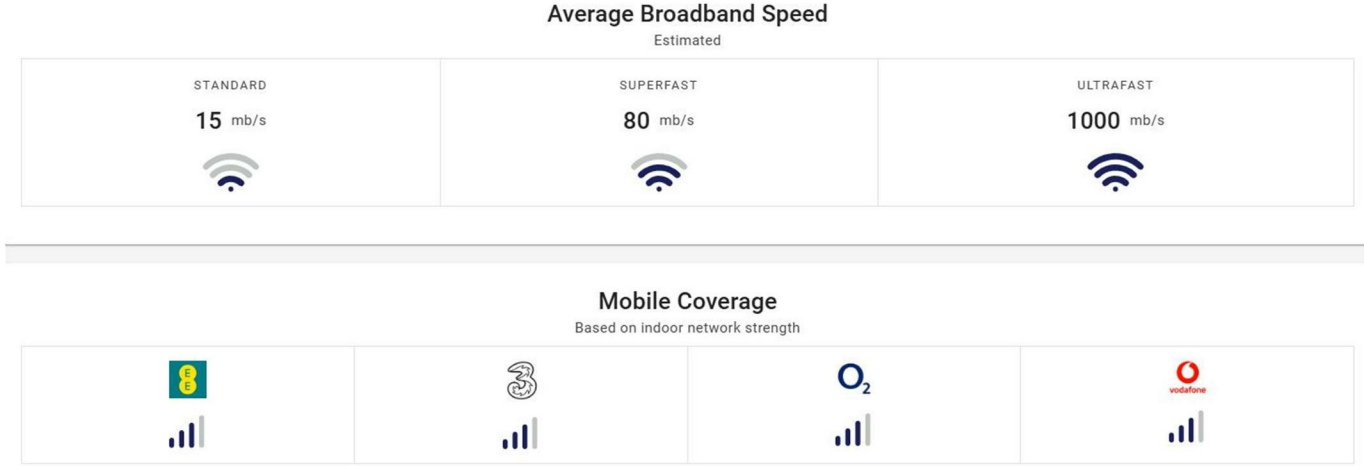 Average Broadband Speed
Estimated
STANDARD
SUPERFAST
ULTRAFAST
15 mb/s
80 mb/s
1000 mb/s
Mobile Coverage
Based on indoor network strength
E
E
3
O2
vodafone